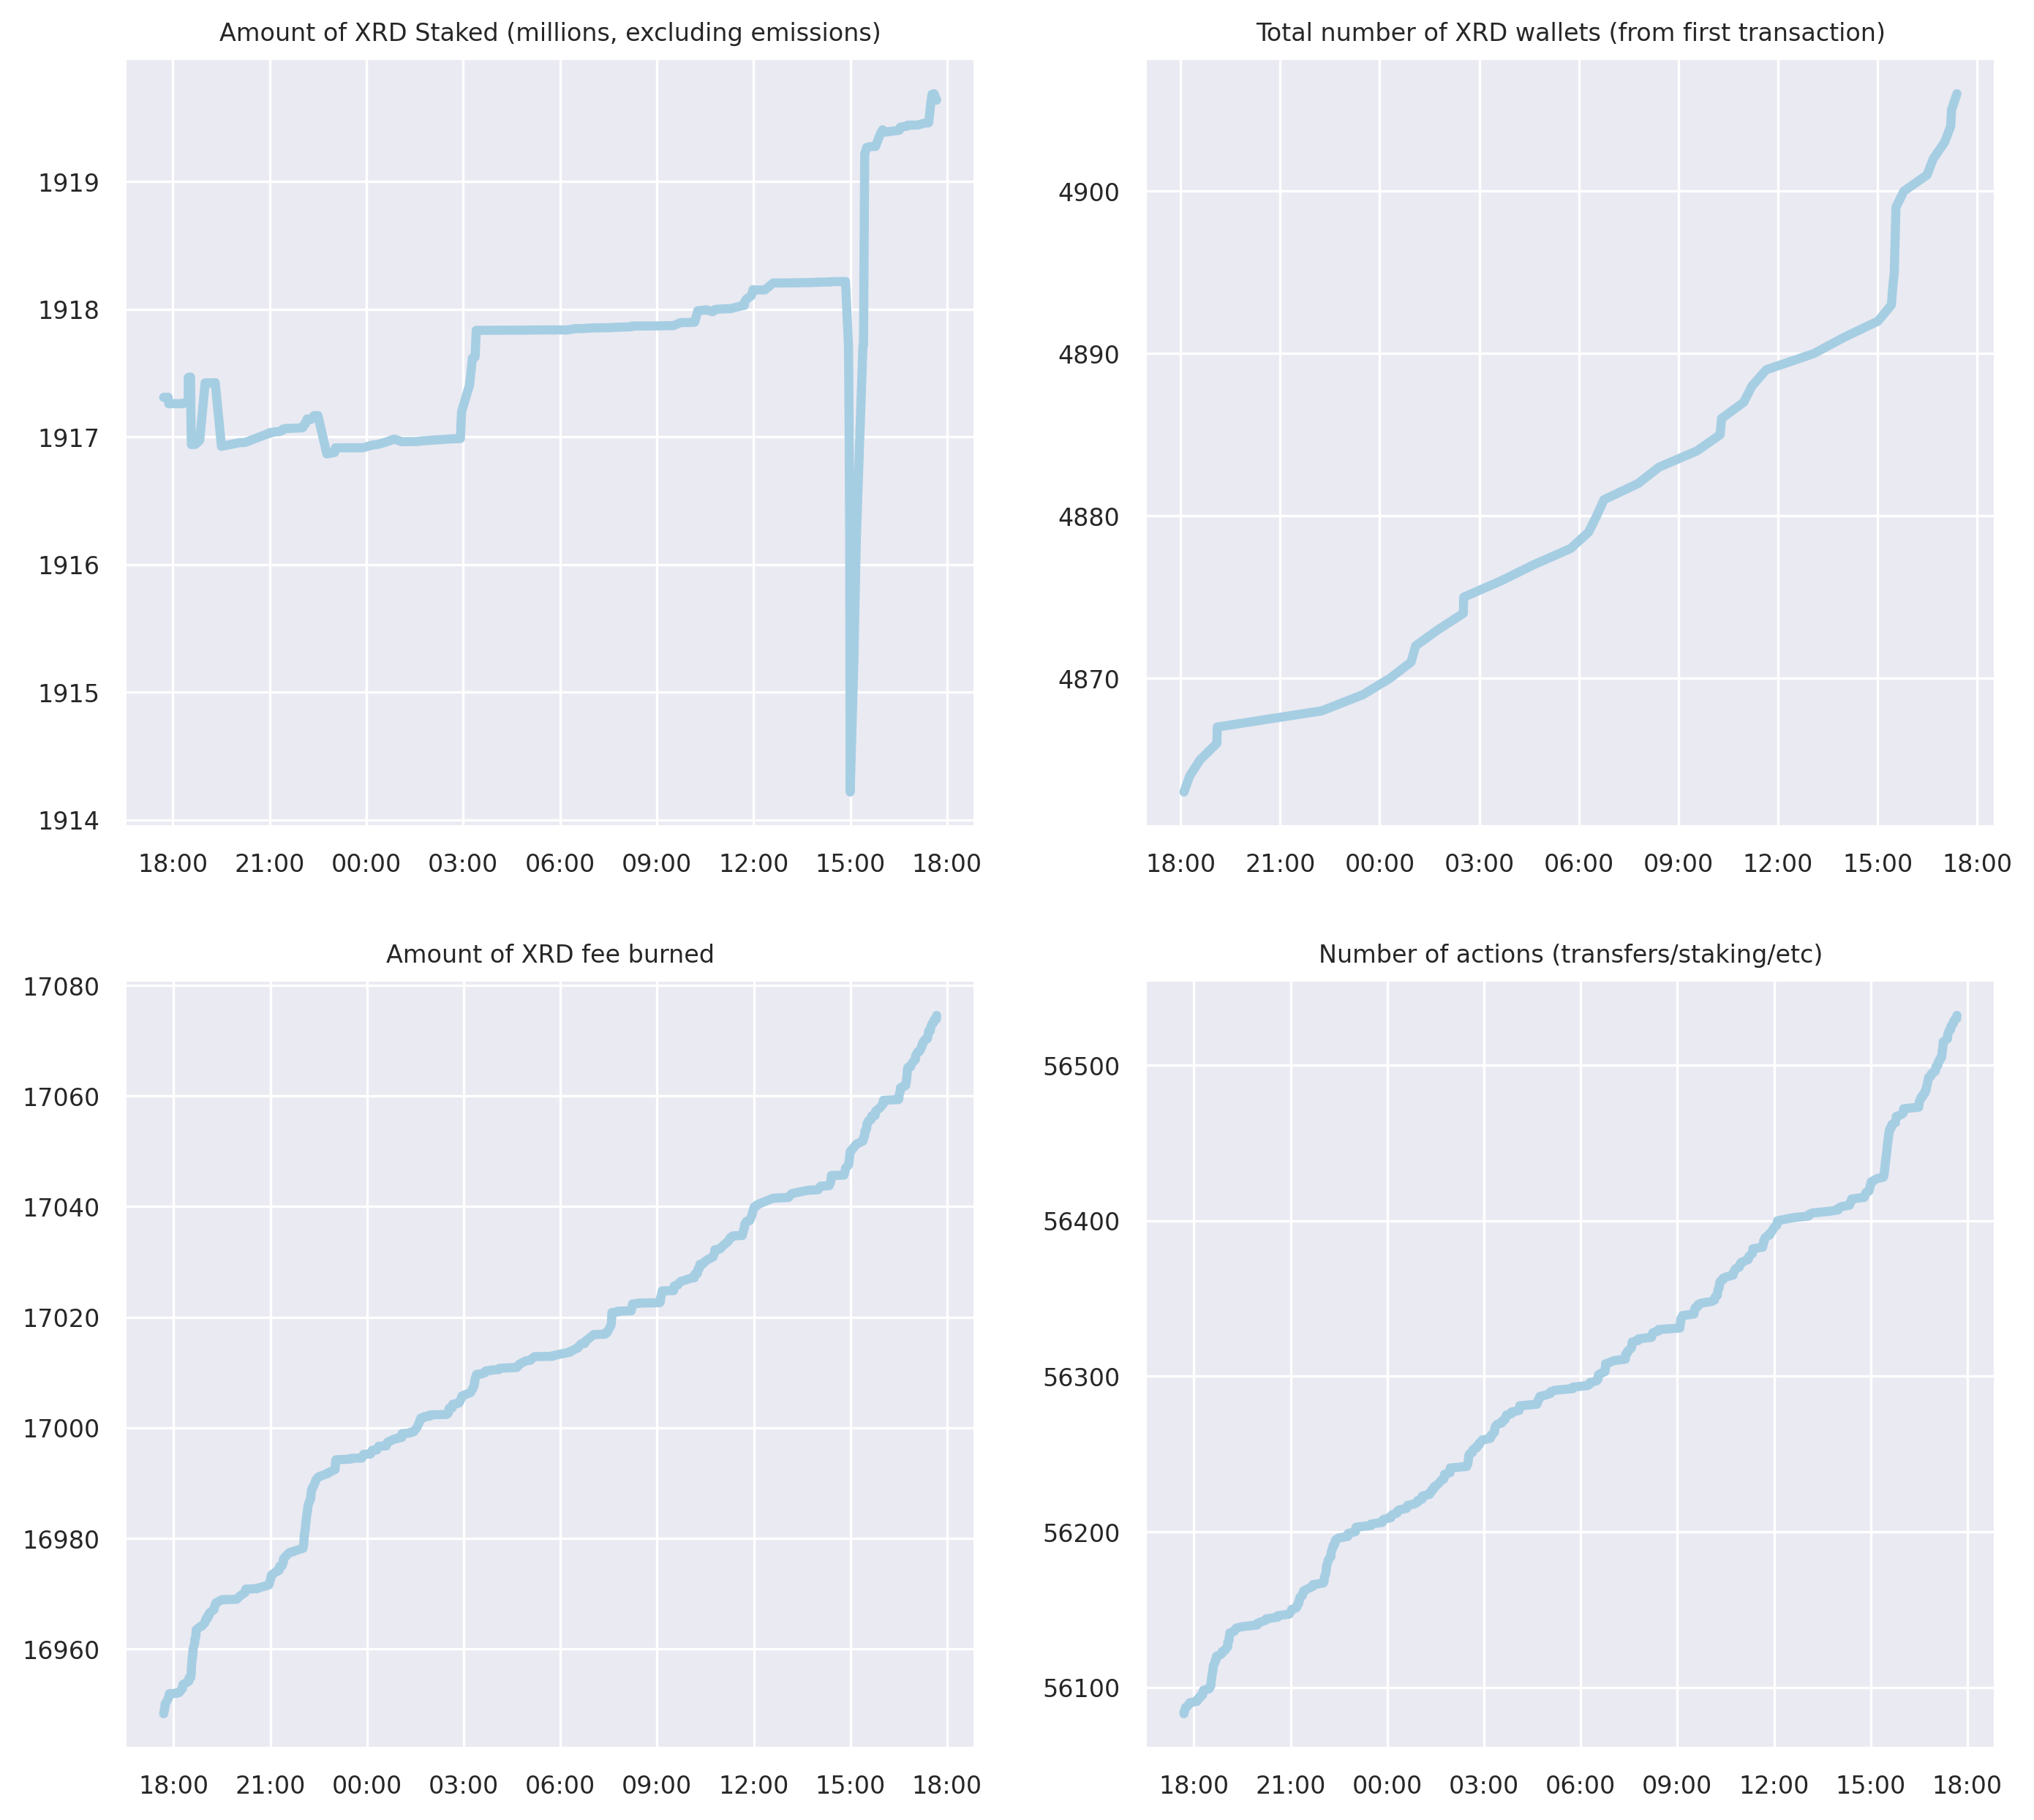 Amount of XRD Staked (millions, excluding emissions)
1919
1918
1917
1916
1915
1914
18:00 21:00 00:00 03:00 06:00 09:00 12:00 15:00 18:00
Total number of XRD wallets (from first transaction)
4900
4890
4880
4870
18:00 21:00 00:00 03:00 06:00 09:00 12:00 15:00 18:00
Amount of XRD fee burned
17080
17060
17040
17020
17000
16980
16960
18:00 21:00 00:00 03:00 06:00 09:00 12:00 15:00 18:00
Number of actions (transfers/staking/etc)
56500
56400
56300
56200
56100
18:00 21:00 00:00 03:00 06:00 09:00 12:00 15:00 18:00